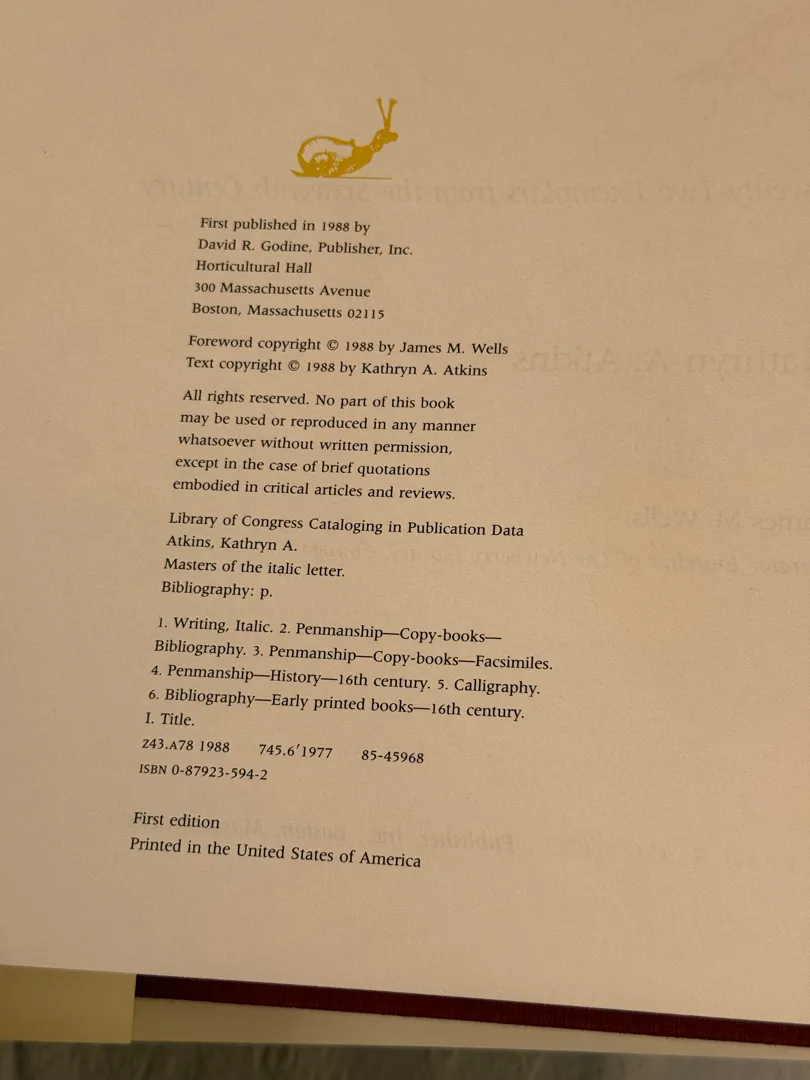 First published in 1988 by
David R. Godine, Publisher, Inc.
Horticultural Hall
300 Massachusetts Avenue
Boston, Massachusetts 02115
Foreword copyright © 1988 by James M. Wells
Text copyright © 1988 by Kathryn A. Atkins
All rights reserved. No part of this book
may be used or reproduced in any manner
whatsoever without written permission,
except in the case of brief quotations
embodied in critical articles and reviews.
Library of Congress Cataloging in Publication Data
Atkins, Kathryn A.
Masters of the italic letter.
Bibliography: p.
1. Writing, Italic. 2. Penmanship—Copy-books—
Bibliography. 3. Penmanship—Copy-books—Facsimiles.
4. Penmanship—History—16th century. 5. Calligraphy.
6. Bibliography—Early printed books—16th century.
I. Title.
Z43.A78 1988 745.6′1977 85-45968
ISBN 0-87923-594-2
First edition
Printed in the United States of America